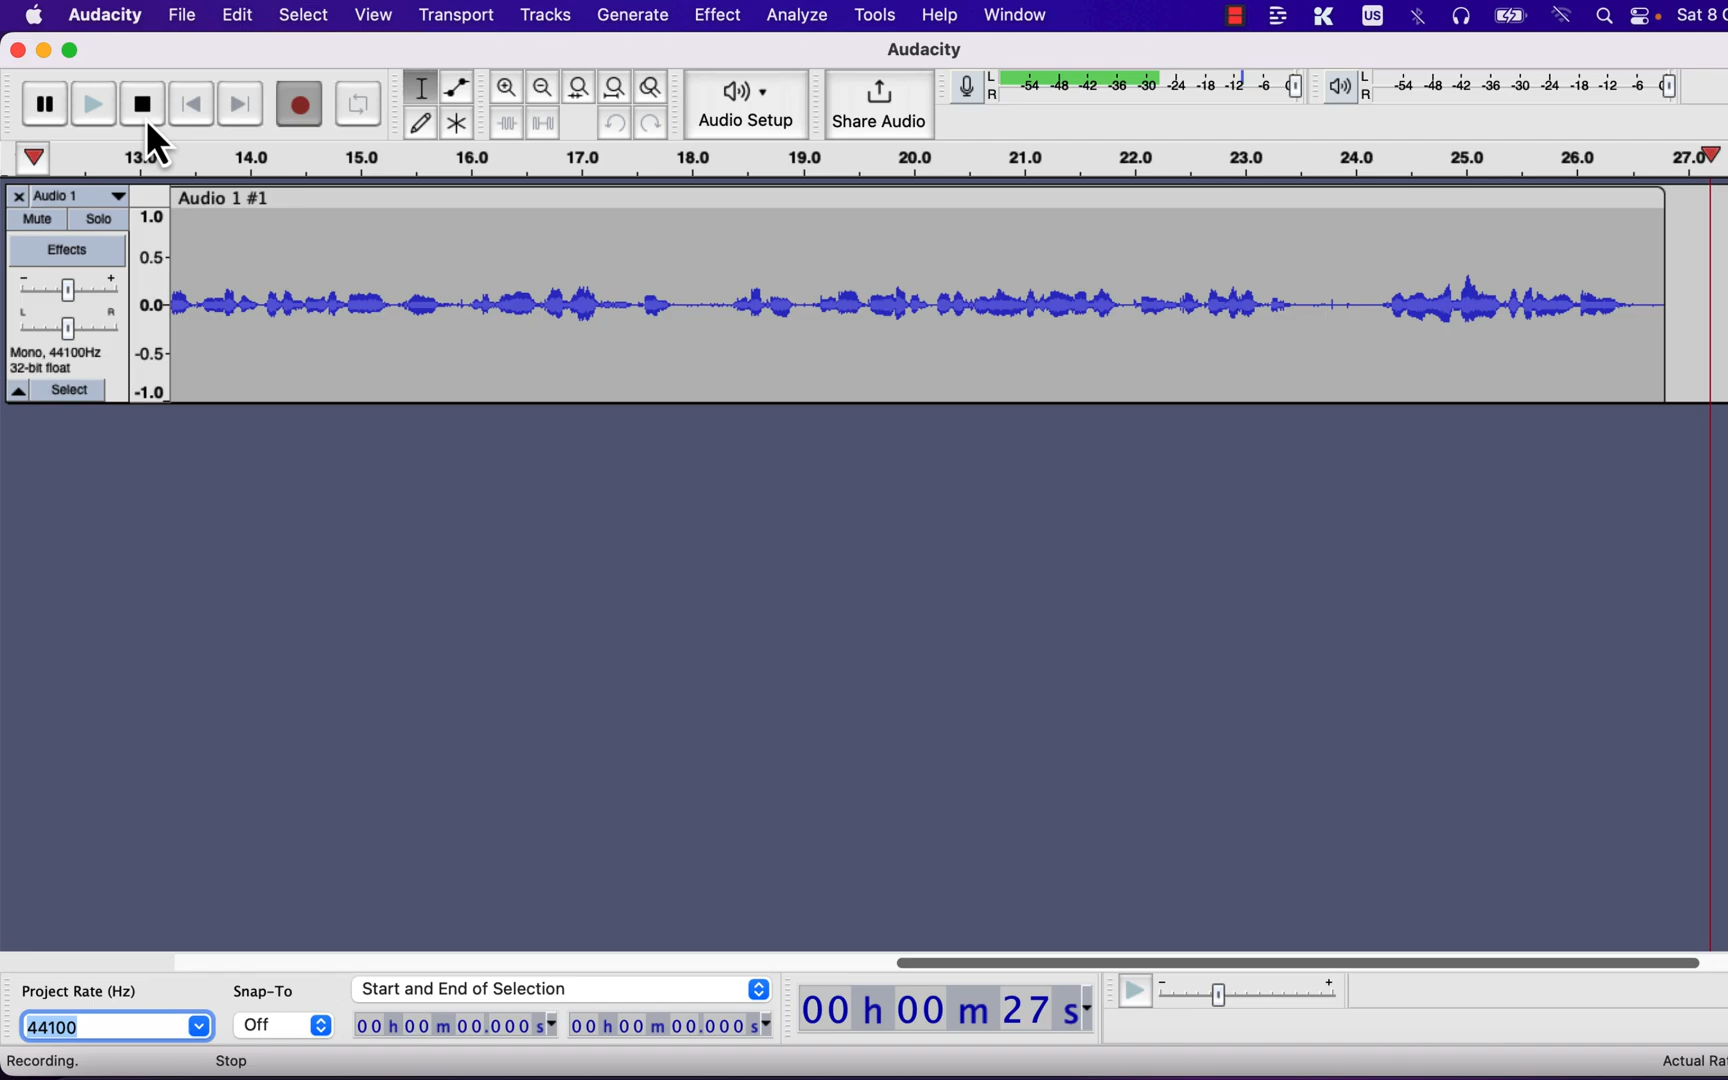 Audacity File Edit Select View Transport Tracks Generate Effect Analyze Tools Help Window US Sat 8
Audacity
L R -54 -48 -42 -36 -30 -24 -18 -12 -6
L R -54 -48 -42 -36 -30 -24 -18 -12 -6
Audio Setup
Share Audio
14.0 15.0 16.0 17.0 18.0 19.0 20.0 21.0 22.0 23.0 24.0 25.0 26.0 27.0
Audio 1
Audio 1 #1
Mute Solo
Effects
- +
L R
Mono, 44100Hz
32-bit float
Select
1.0
0.5-
0.0-
-0.5-
-1.0
Project Rate (Hz)
44100
Snap-To
Off
Start and End of Selection
00 h 00 m 00.000 s 00 h 00 m 00.000 s
00 h 00 m 27 s
- +
Recording. Stop Actual